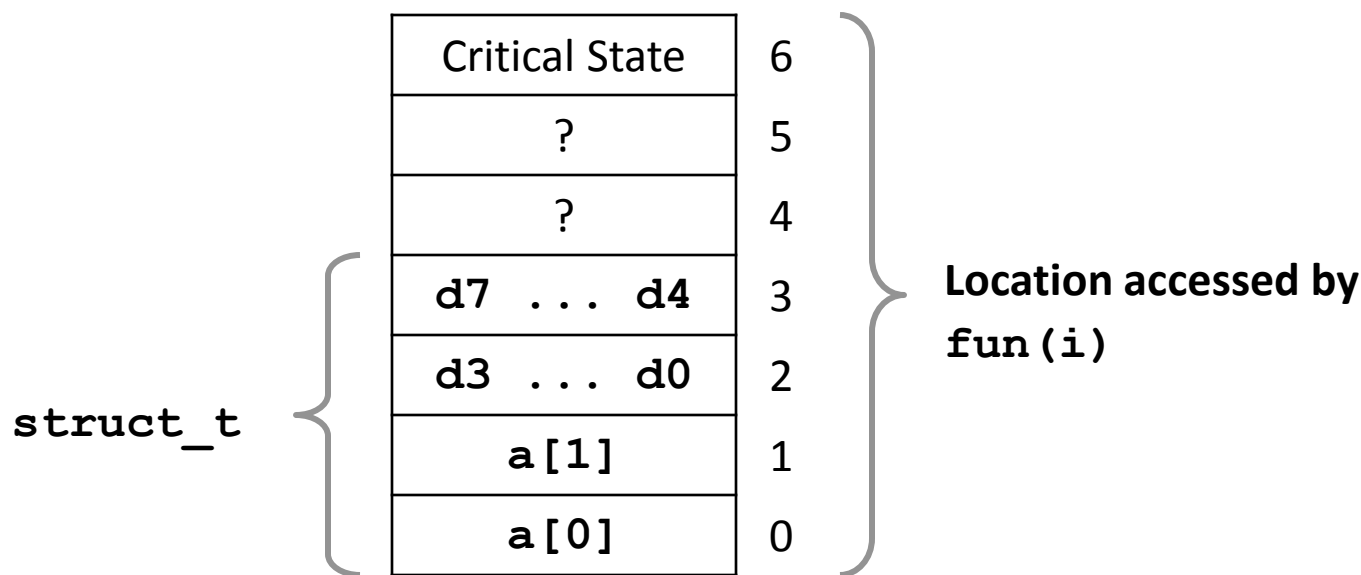 Critical State 6
? 5
? 4
d7 ... d4 3
d3 ... d0 2
a[1] 1
a[0] 0
struct_t
Location accessed by
fun(i)